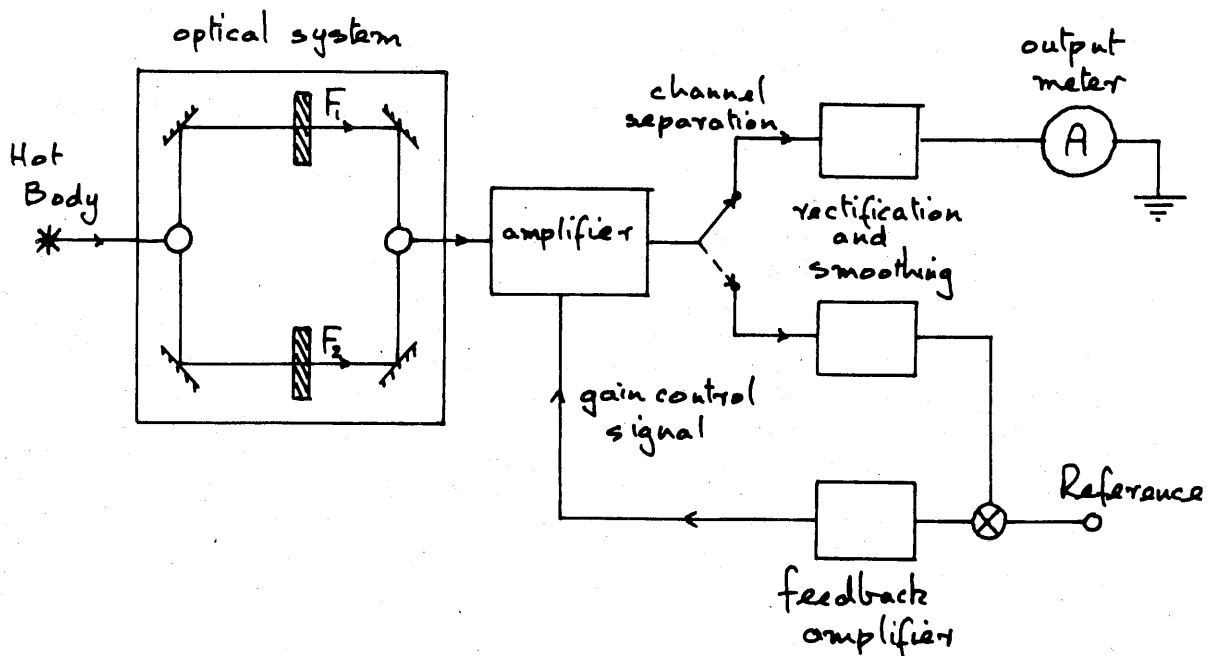 optical system
Hot
Body
F1
F2
amplifier
channel
separation
rectification
and
smoothing
output
meter
A
gain control
signal
Reference
feedback
amplifier